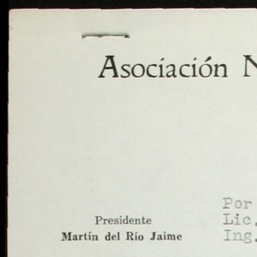 Asociación N
Presidente
Martín del Río Jaime
Por
Lic.
Ing.